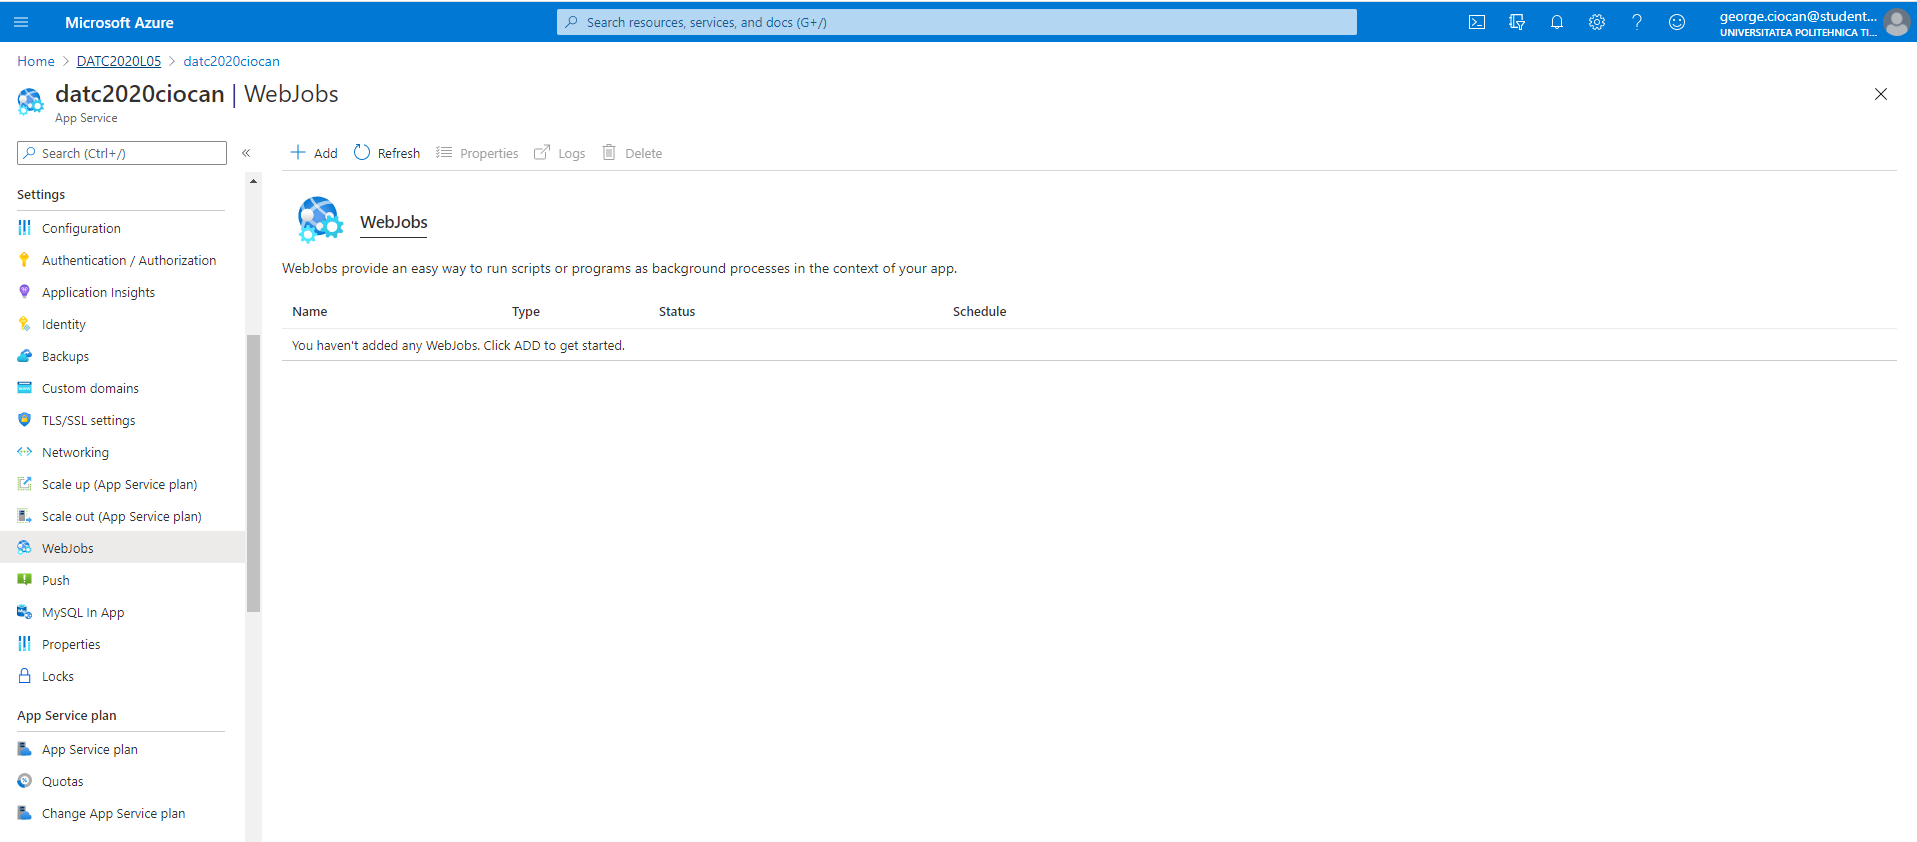 Microsoft Azure
Search resources, services, and docs (G+/)
george.ciocan@student...
UNIVERSITATEA POLITEHNICA TI...
Home > DATC2020L05 > datc2020ciocan
datc2020ciocan | WebJobs
App Service
Search (Ctrl+/)
«
Add Refresh Properties Logs Delete
Settings
Configuration
Authentication / Authorization
Application Insights
Identity
Backups
Custom domains
TLS/SSL settings
Networking
Scale up (App Service plan)
Scale out (App Service plan)
WebJobs
Push
MySQL In App
Properties
Locks
App Service plan
App Service plan
Quotas
Change App Service plan
WebJobs
WebJobs provide an easy way to run scripts or programs as background processes in the context of your app.
Name Type Status Schedule
You haven't added any WebJobs. Click ADD to get started.